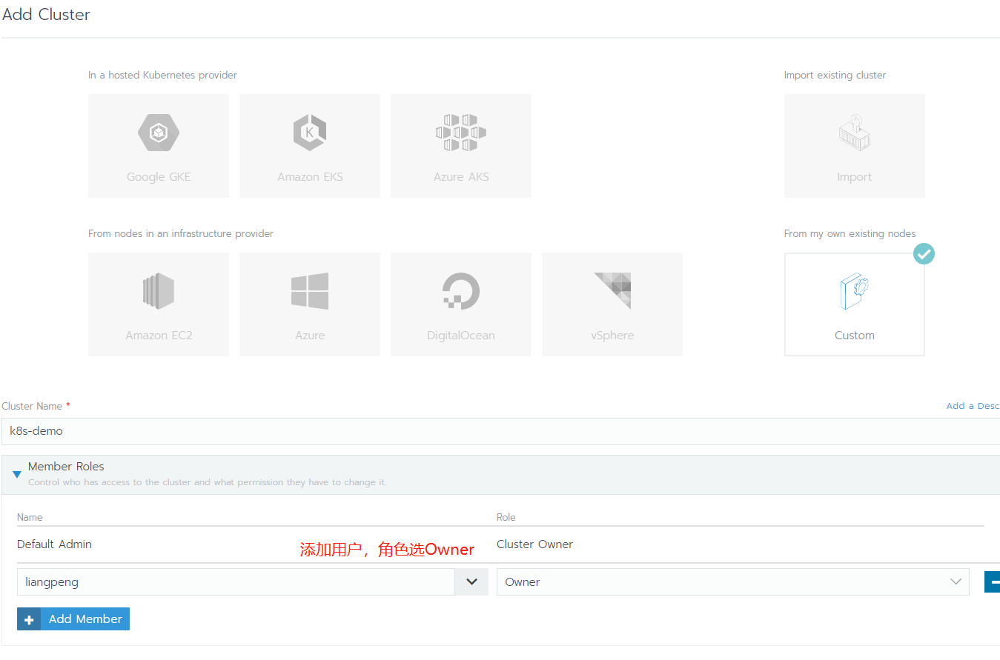 Add Cluster
In a hosted Kubernetes provider
Import existing cluster
Google GKE
K
Amazon EKS
Azure AKS
Import
From nodes in an infrastructure provider
From my own existing nodes
Amazon EC2
Azure
DigitalOcean
vSphere
Custom
Cluster Name *
Add a Desc
k8s-demo
Member Roles
Control who has access to the cluster and what permission they have to change it.
Name
Role
Default Admin
添加用户，角色选Owner
Cluster Owner
liangpeng
Owner
Add Member